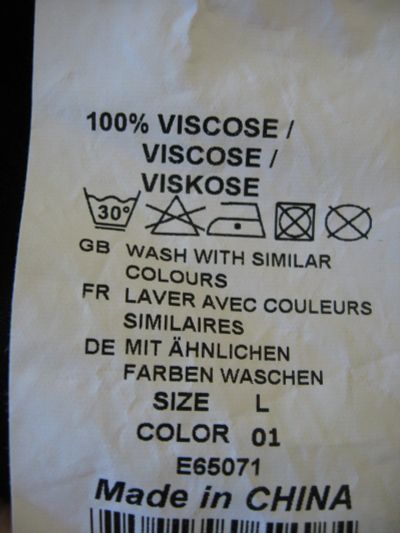 100% VISCOSE /
VISCOSE /
VISKOSE
30°
GB WASH WITH SIMILAR
COLOURS
FR LAVER AVEC COULEURS
SIMILAIRES
DE MIT ÄHNLICHEN
FARBEN WASCHEN
SIZE L
COLOR 01
E65071
Made in CHINA